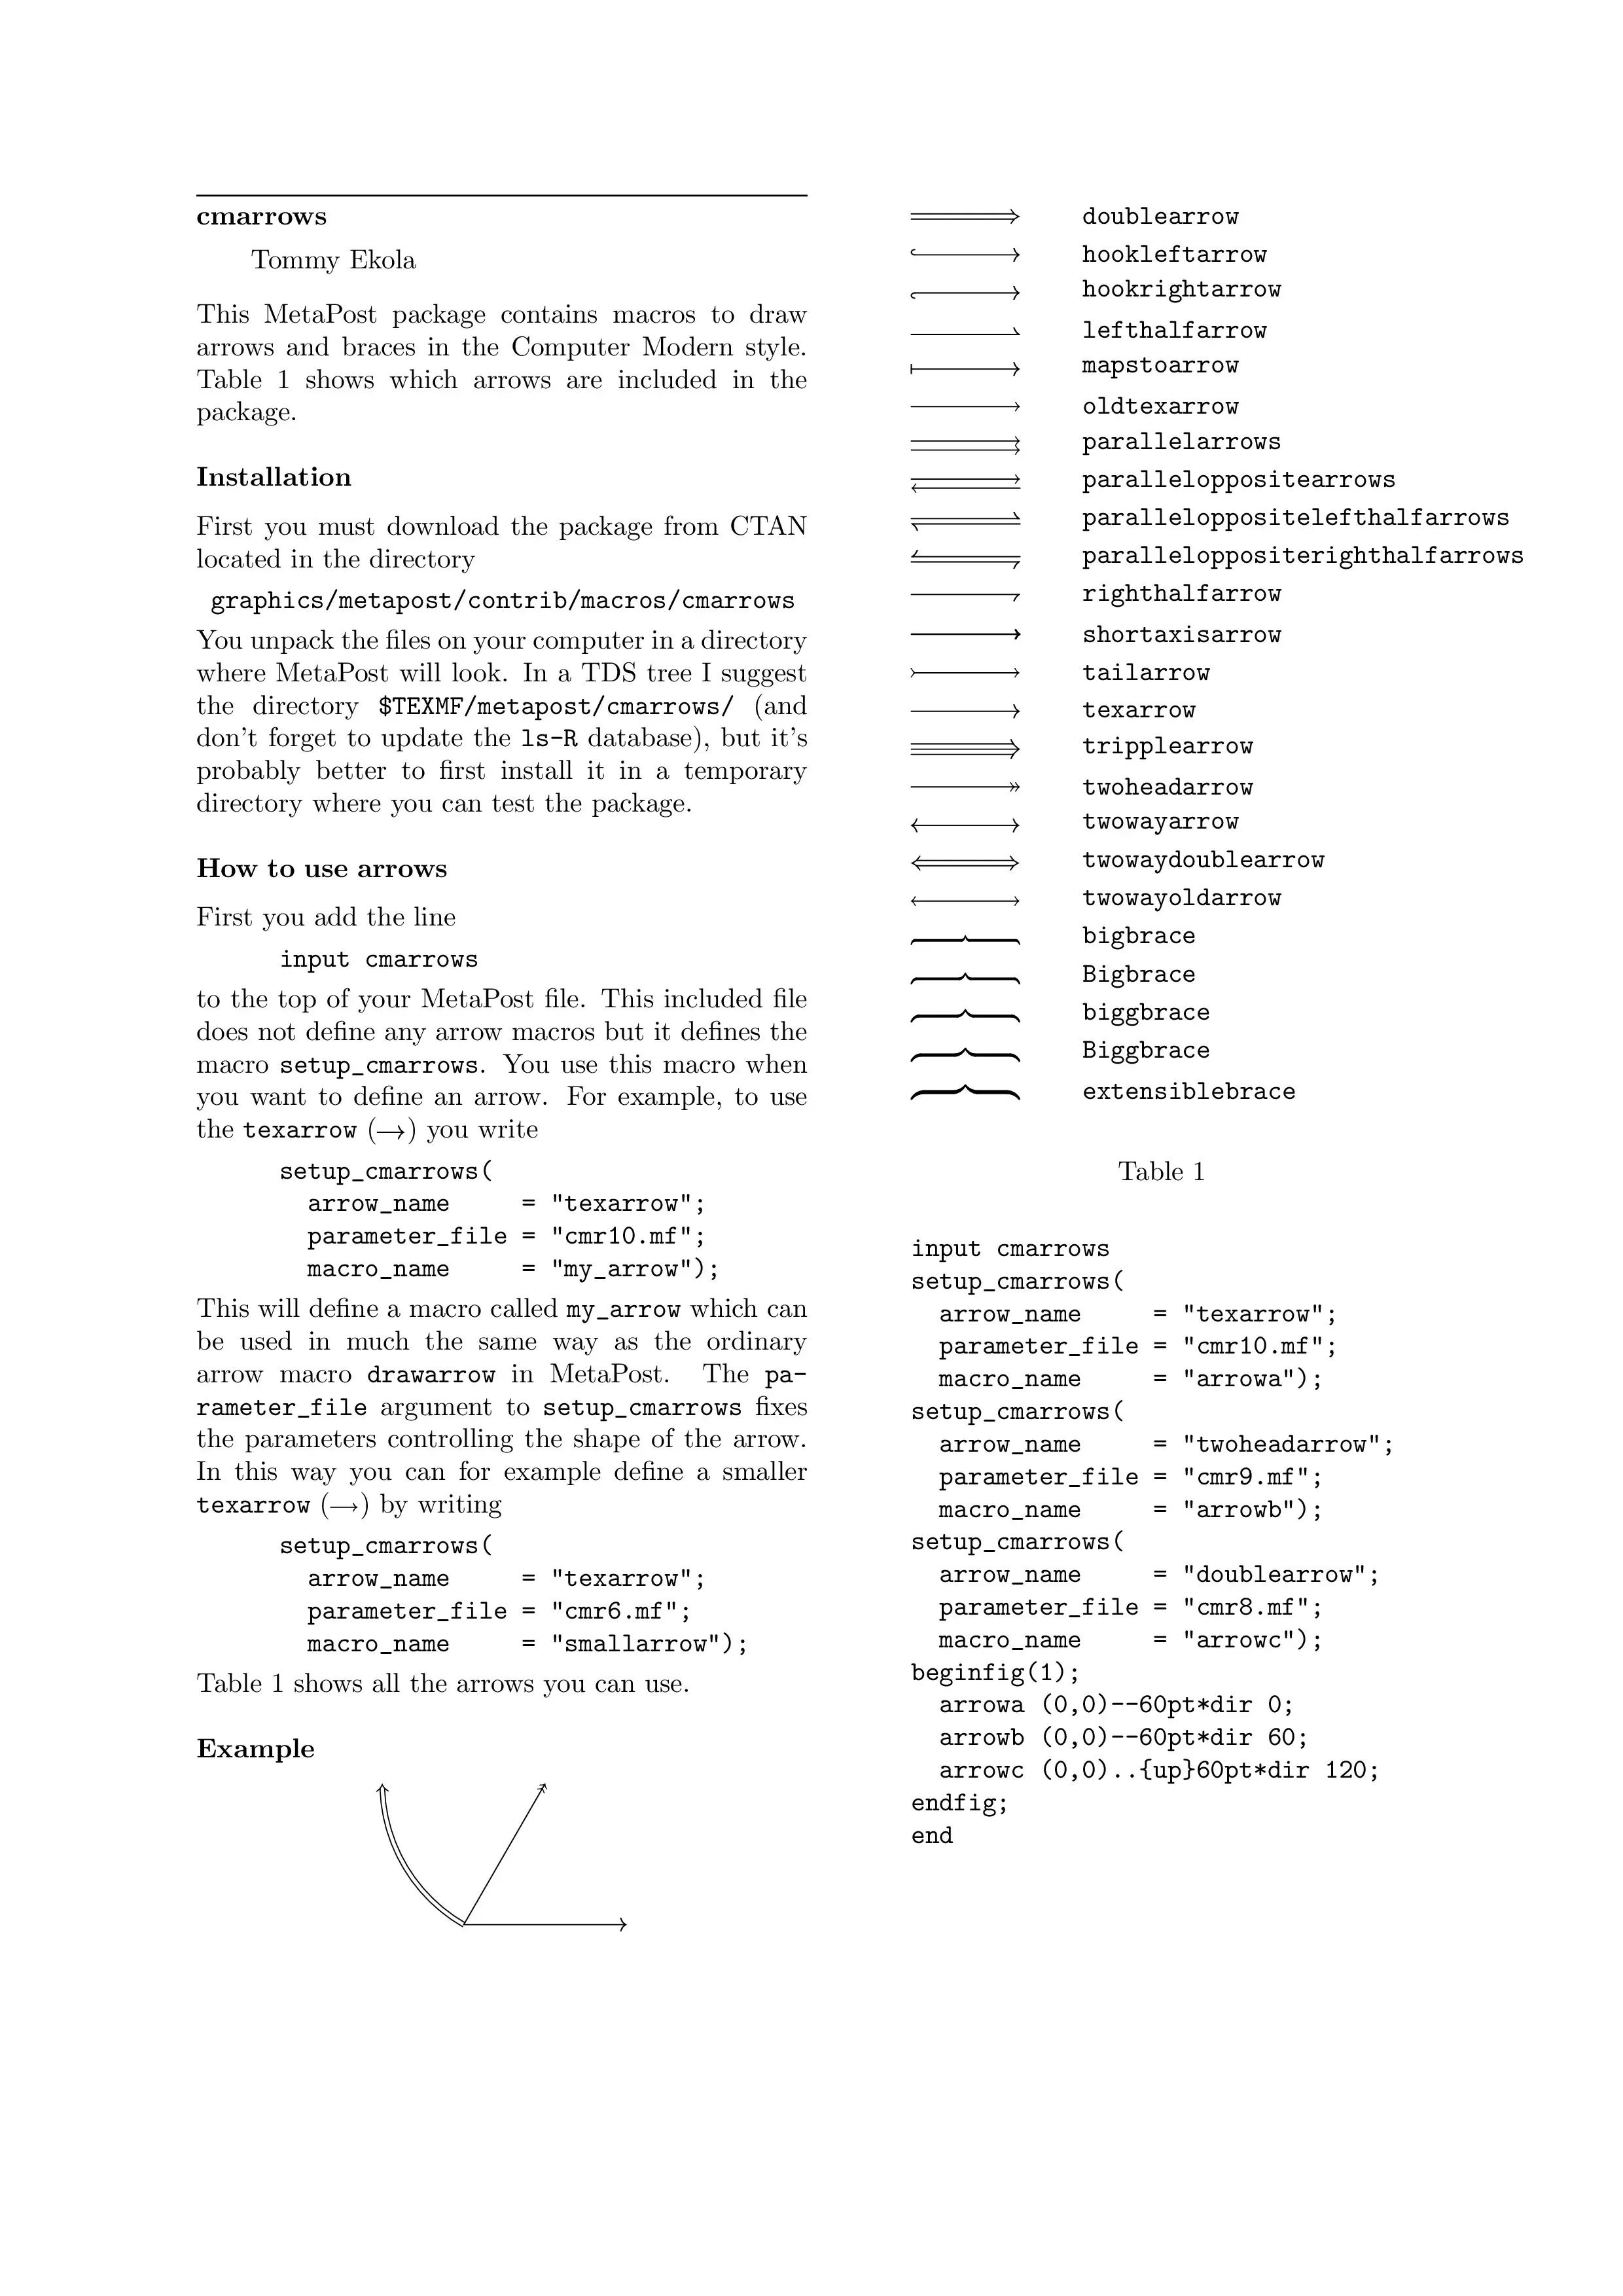 cmarrows
Tommy Ekola
This MetaPost package contains macros to draw
arrows and braces in the Computer Modern style.
Table 1 shows which arrows are included in the
package.
Installation
First you must download the package from CTAN
located in the directory
graphics/metapost/contrib/macros/cmarrows
You unpack the files on your computer in a directory
where MetaPost will look. In a TDS tree I suggest
the directory $TEXMF/metapost/cmarrows/ (and
don't forget to update the ls-R database), but it's
probably better to first install it in a temporary
directory where you can test the package.
How to use arrows
First you add the line
input cmarrows
to the top of your MetaPost file. This included file
does not define any arrow macros but it defines the
macro setup_cmarrows. You use this macro when
you want to define an arrow. For example, to use
the texarrow (→) you write
setup_cmarrows(
  arrow_name     = "texarrow";
  parameter_file = "cmr10.mf";
  macro_name     = "my_arrow");
This will define a macro called my_arrow which can
be used in much the same way as the ordinary
arrow macro drawarrow in MetaPost. The pa-
rameter_file argument to setup_cmarrows fixes
the parameters controlling the shape of the arrow.
In this way you can for example define a smaller
texarrow (→) by writing
setup_cmarrows(
  arrow_name     = "texarrow";
  parameter_file = "cmr6.mf";
  macro_name     = "smallarrow");
Table 1 shows all the arrows you can use.
Example
doublearrow
hookleftarrow
hookrightarrow
lefthalfarrow
mapstoarrow
oldtexarrow
parallelarrows
paralleloppositearrows
paralleloppositelefthalfarrows
paralleloppositerighthalfarrows
righthalfarrow
shortaxisarrow
tailarrow
texarrow
tripplearrow
twoheadarrow
twowayarrow
twowaydoublearrow
twowayoldarrow
bigbrace
Bigbrace
biggbrace
Biggbrace
extensiblebrace
Table 1
input cmarrows
setup_cmarrows(
  arrow_name     = "texarrow";
  parameter_file = "cmr10.mf";
  macro_name     = "arrowa");
setup_cmarrows(
  arrow_name     = "twoheadarrow";
  parameter_file = "cmr9.mf";
  macro_name     = "arrowb");
setup_cmarrows(
  arrow_name     = "doublearrow";
  parameter_file = "cmr8.mf";
  macro_name     = "arrowc");
beginfig(1);
  arrowa (0,0)--60pt*dir 0;
  arrowb (0,0)--60pt*dir 60;
  arrowc (0,0)..{up}60pt*dir 120;
endfig;
end